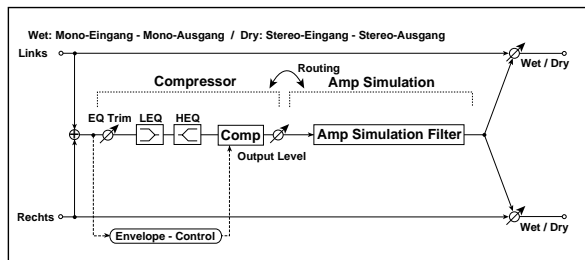 Wet: Mono-Eingang - Mono-Ausgang / Dry: Stereo-Eingang - Stereo-Ausgang
Links
Wet / Dry
Routing
Compressor
Amp Simulation
EQ Trim
LEQ
HEQ
Comp
Output Level
Amp Simulation Filter
Rechts
Wet / Dry
Envelope - Control